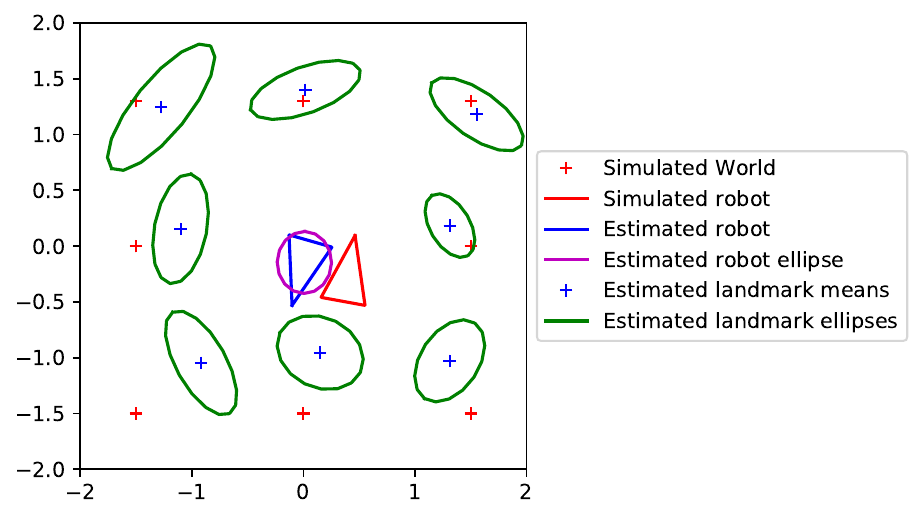 2.0
1.5
1.0
0.5
0.0
−0.5
−1.0
−1.5
−2.0
−2 −1 0 1 2
Simulated World
Simulated robot
Estimated robot
Estimated robot ellipse
Estimated landmark means
Estimated landmark ellipses